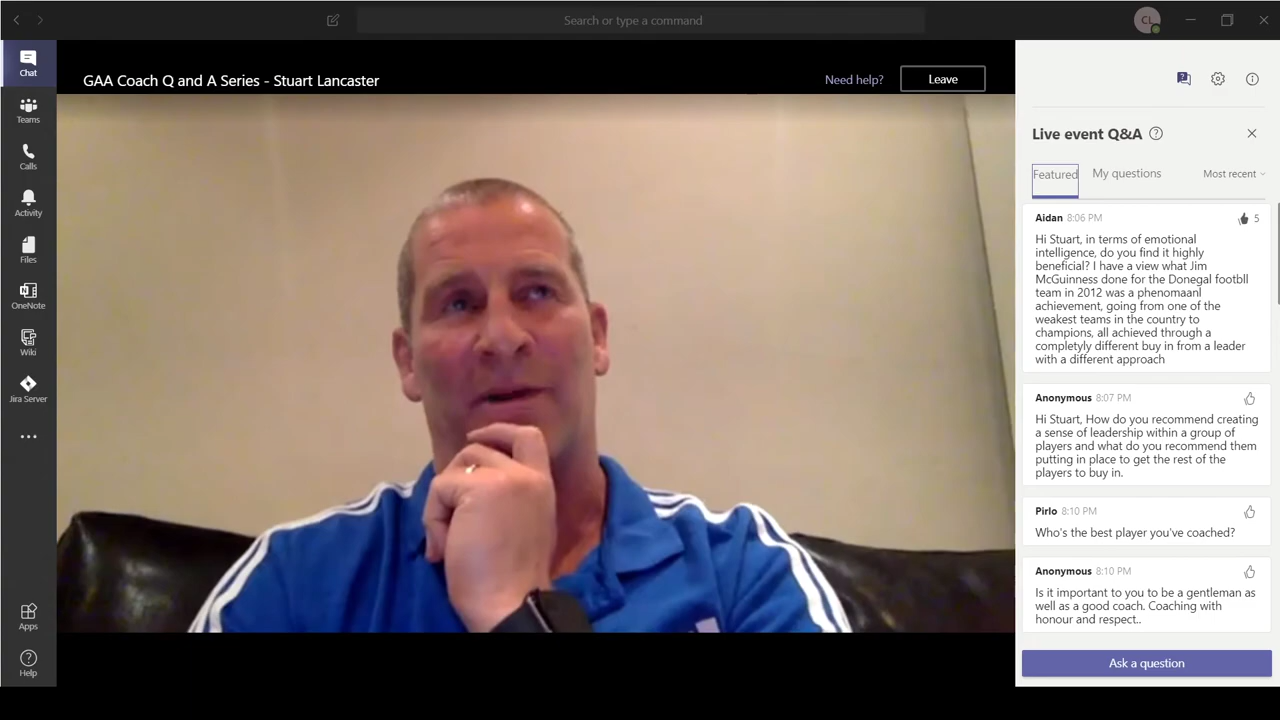 Search or type a command
CL
Chat
Teams
Calls
Activity
Files
OneNote
Wiki
Jira Server
Apps
Help
GAA Coach Q and A Series - Stuart Lancaster
Need help?
Leave
Live event Q&A
Featured
My questions
Most recent
Aidan 8:06 PM
5
Hi Stuart, in terms of emotional
intelligence, do you find it highly
beneficial? I have a view what Jim
McGuinness done for the Donegal footbll
team in 2012 was a phenomaanl
achievement, going from one of the
weakest teams in the country to
champions, all achieved through a
completyly different buy in from a leader
with a different approach
Anonymous 8:07 PM
Hi Stuart, How do you recommend creating
a sense of leadership within a group of
players and what do you recommend them
putting in place to get the rest of the
players to buy in.
Pirlo 8:10 PM
Who's the best player you've coached?
Anonymous 8:10 PM
Is it important to you to be a gentleman as
well as a good coach. Coaching with
honour and respect..
Ask a question